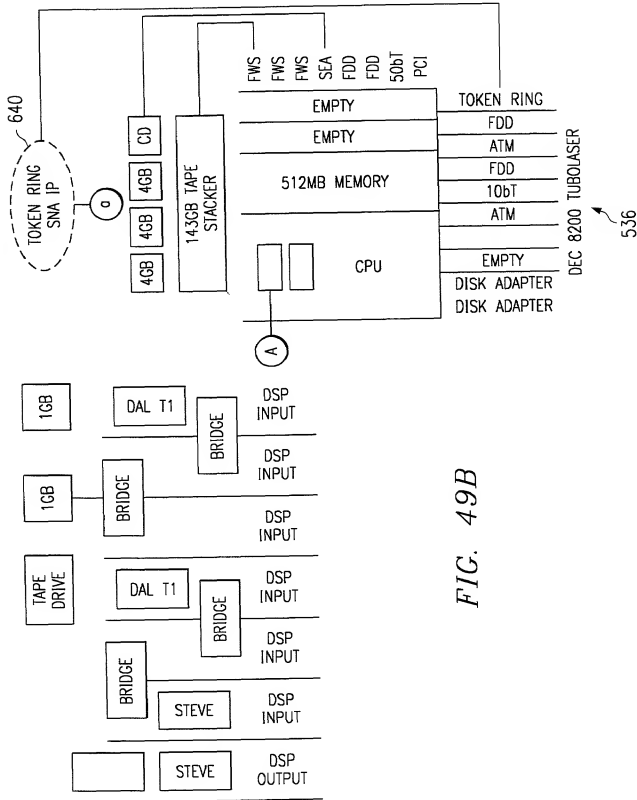 640
TOKEN RING
SNA IP
a
4GB
4GB
4GB
CD
143GB TAPE
STACKER
FWS
FWS
FWS
SEA
FDD
FDD
50bT
PCI
EMPTY
EMPTY
512MB MEMORY
CPU
A
TOKEN RING
FDD
ATM
FDD
10bT
ATM
EMPTY
DISK ADAPTER
DISK ADAPTER
DEC 8200 TUBOLASER
536
1GB
1GB
TAPE
DRIVE
DAL T1
BRIDGE
BRIDGE
DAL T1
BRIDGE
BRIDGE
STEVE
STEVE
DSP
INPUT
DSP
INPUT
DSP
INPUT
DSP
INPUT
DSP
INPUT
DSP
INPUT
DSP
OUTPUT
FIG. 49B